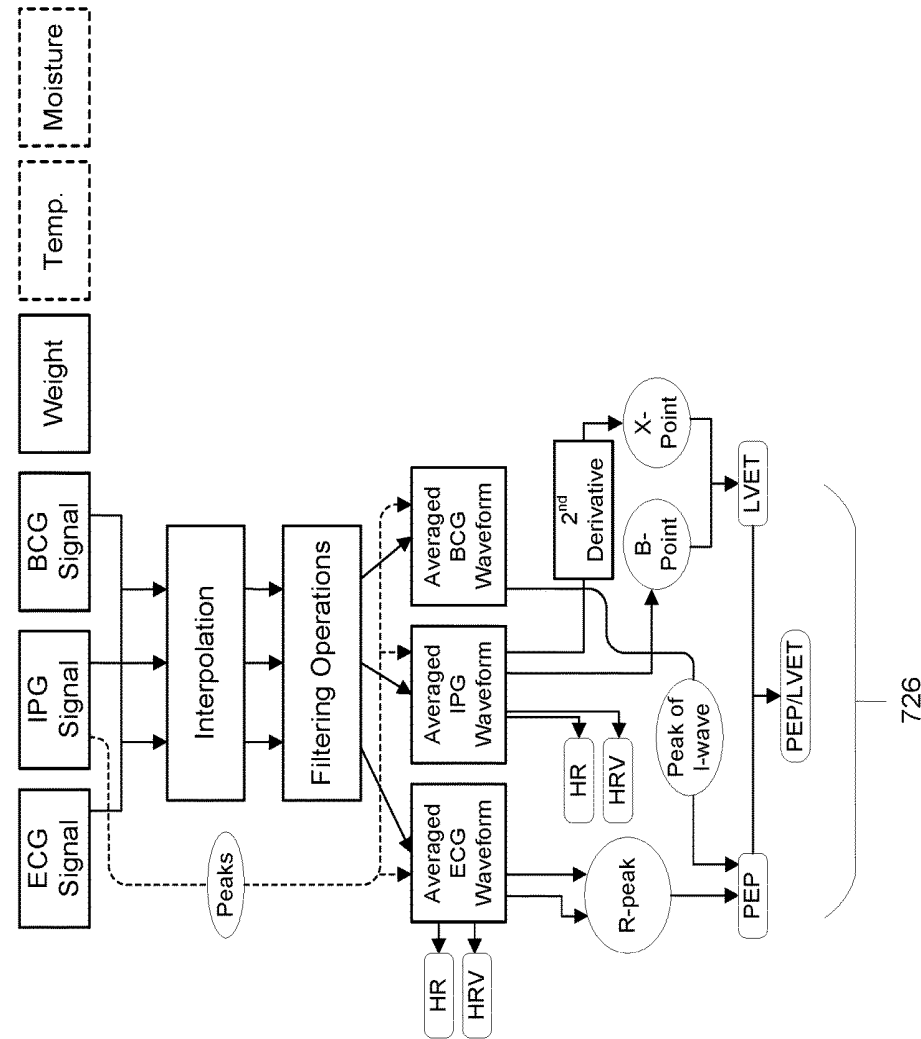 ECG
Signal
IPG
Signal
BCG
Signal
Weight
Temp.
Moisture
Peaks
Interpolation
Filtering Operations
Averaged
ECG
Waveform
Averaged
IPG
Waveform
Averaged
BCG
Waveform
HR
HRV
HR
HRV
2nd
Derivative
R-peak
Peak of
I-wave
B-
Point
X-
Point
PEP
LVET
PEP/LVET
726